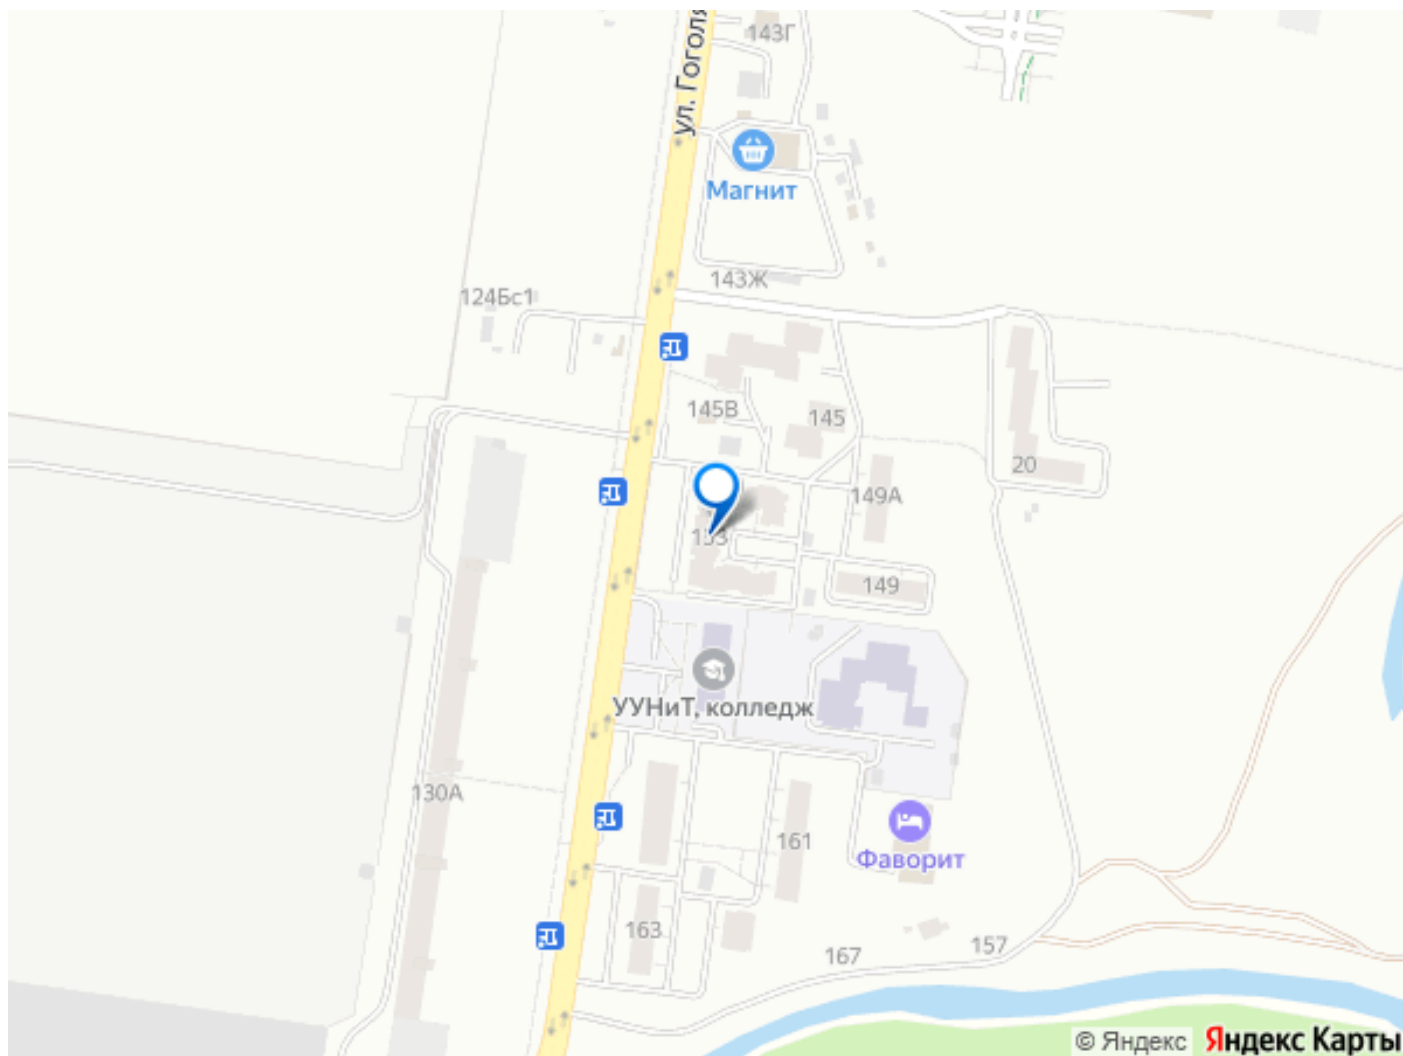 143Г
ул. Гоголя
Магнит
143Ж
124Бс1
145В
145
20
149А
149
УУНиТ, колледж
130А
161
Фаворит
163
167
157
© Яндекс Яндекс Карты